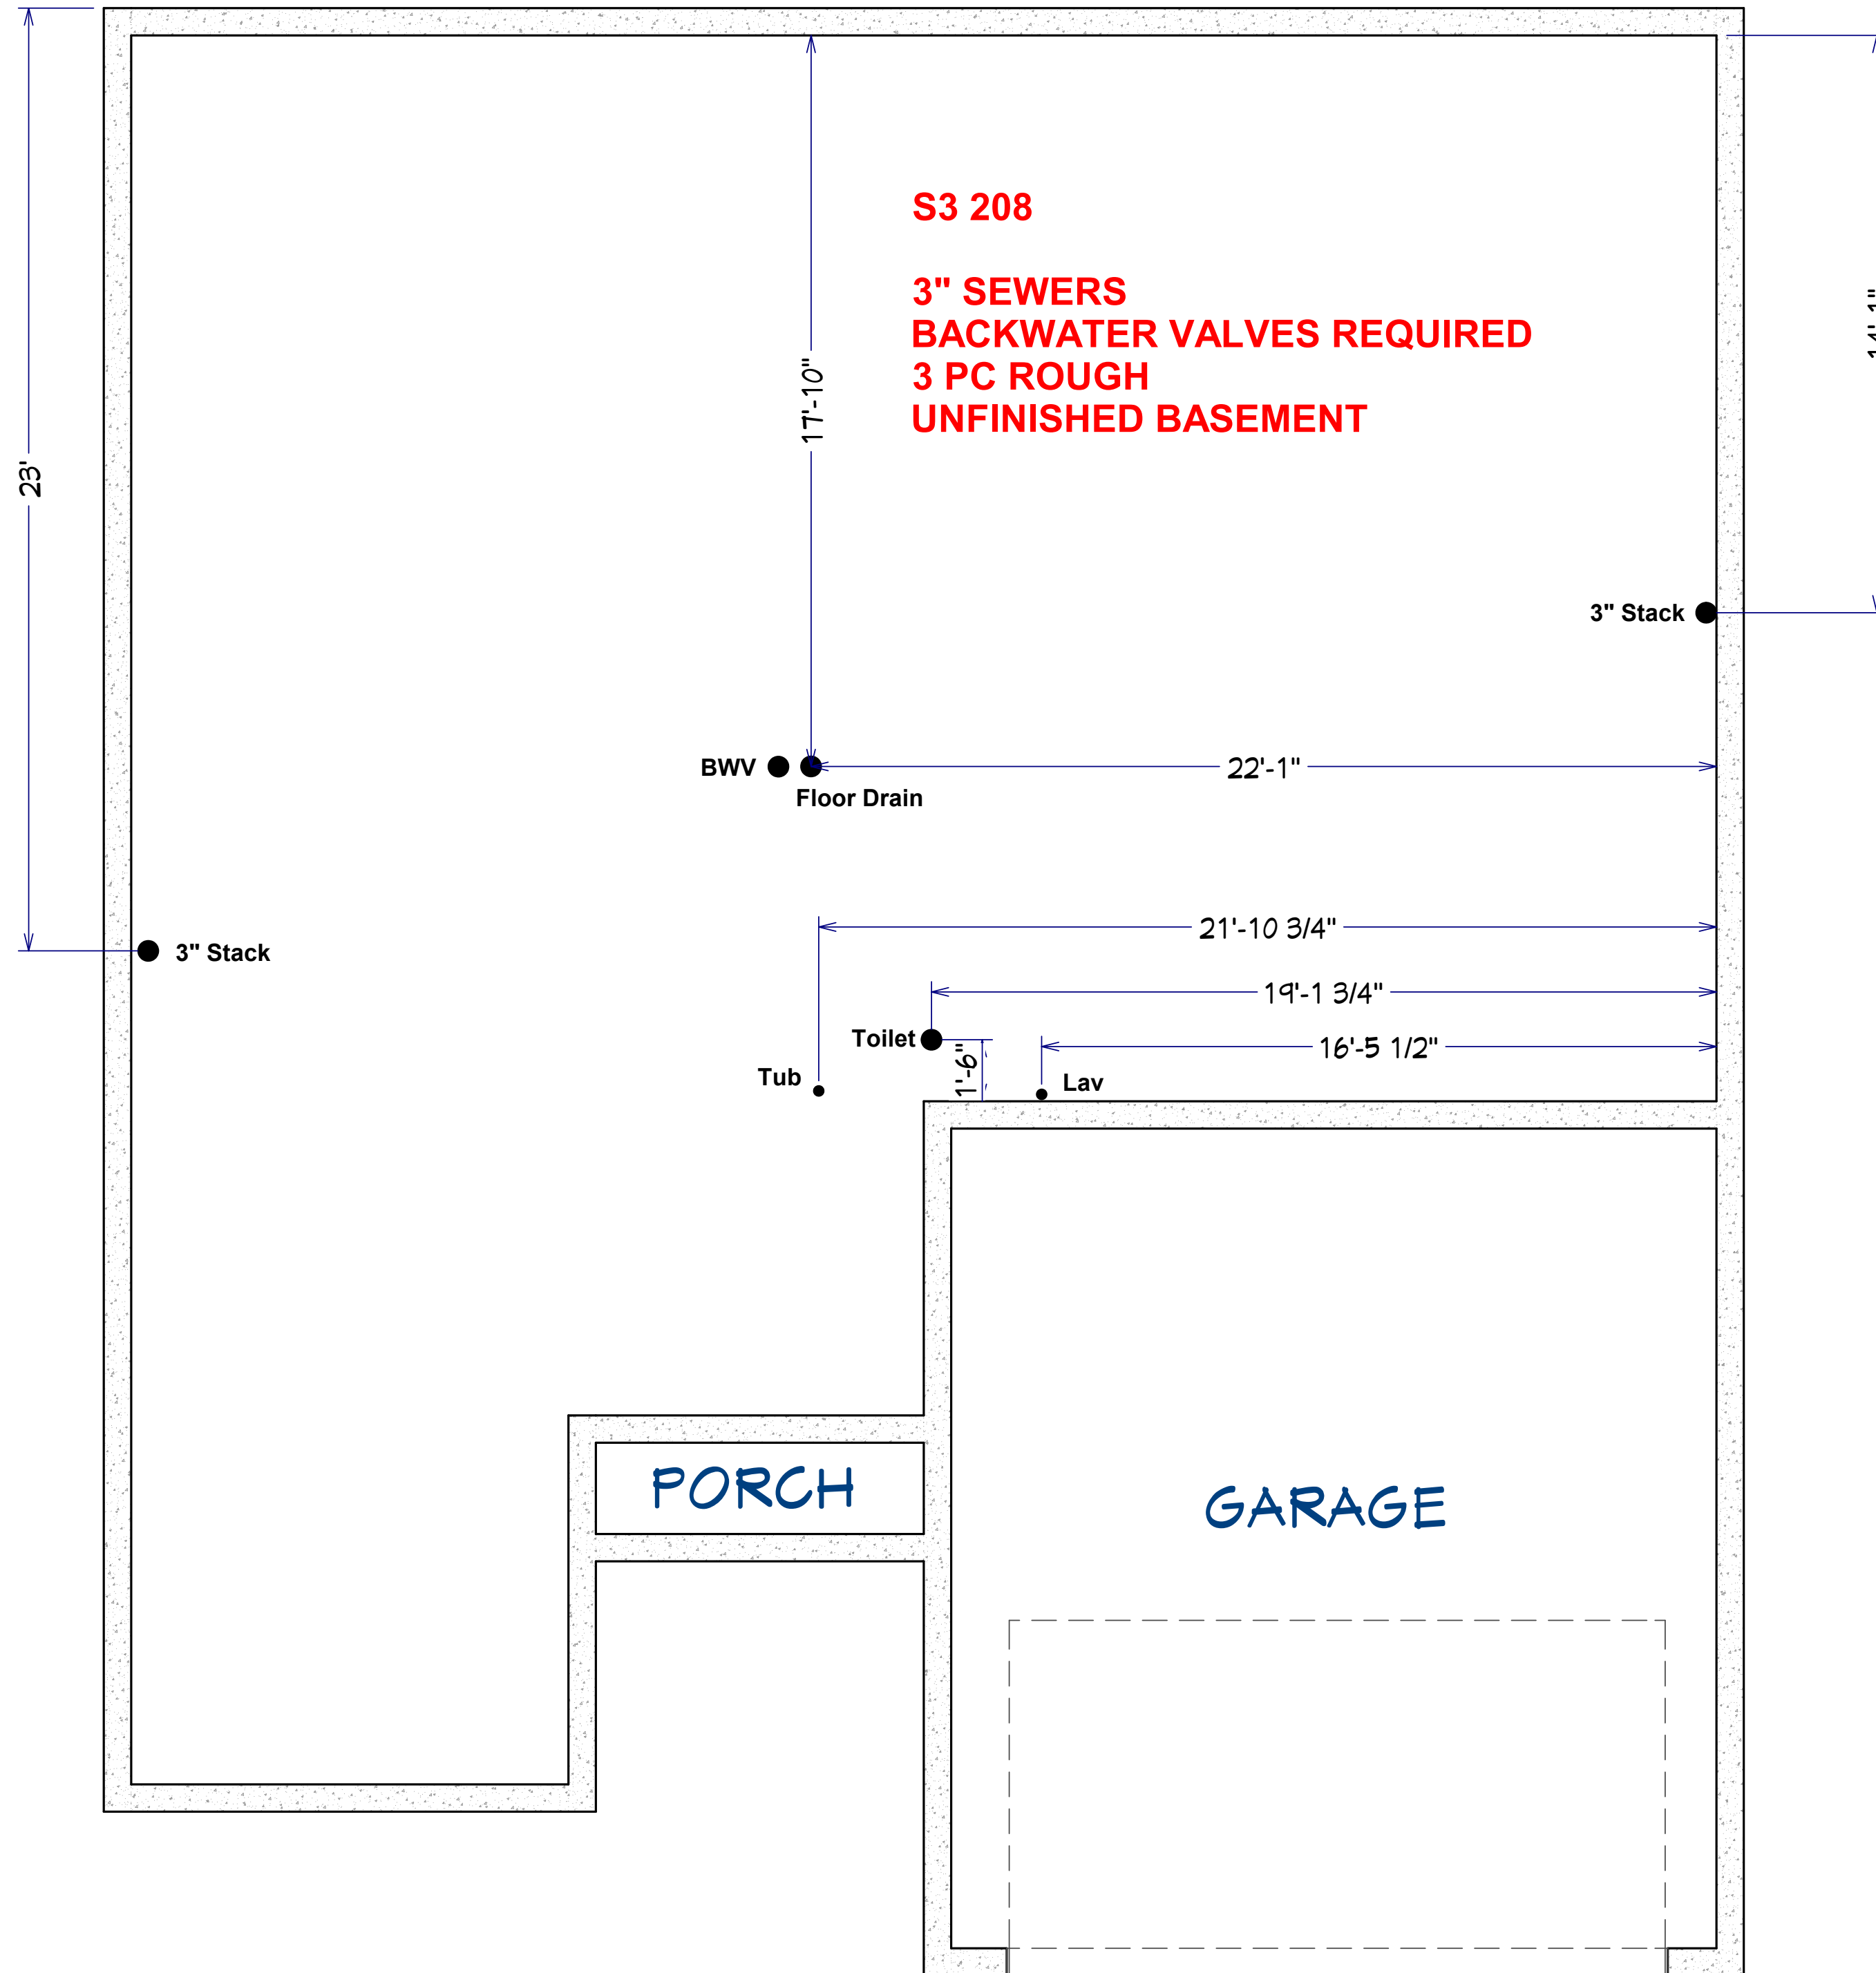 S3 208
3" SEWERS
BACKWATER VALVES REQUIRED
3 PC ROUGH
UNFINISHED BASEMENT
14'-1"
17'-10"
23'
3" Stack
BWV
22'-1"
Floor Drain
21'-10 3/4"
3" Stack
19'-1 3/4"
Toilet
16'-5 1/2"
1'-6"
Tub
Lav
PORCH
GARAGE